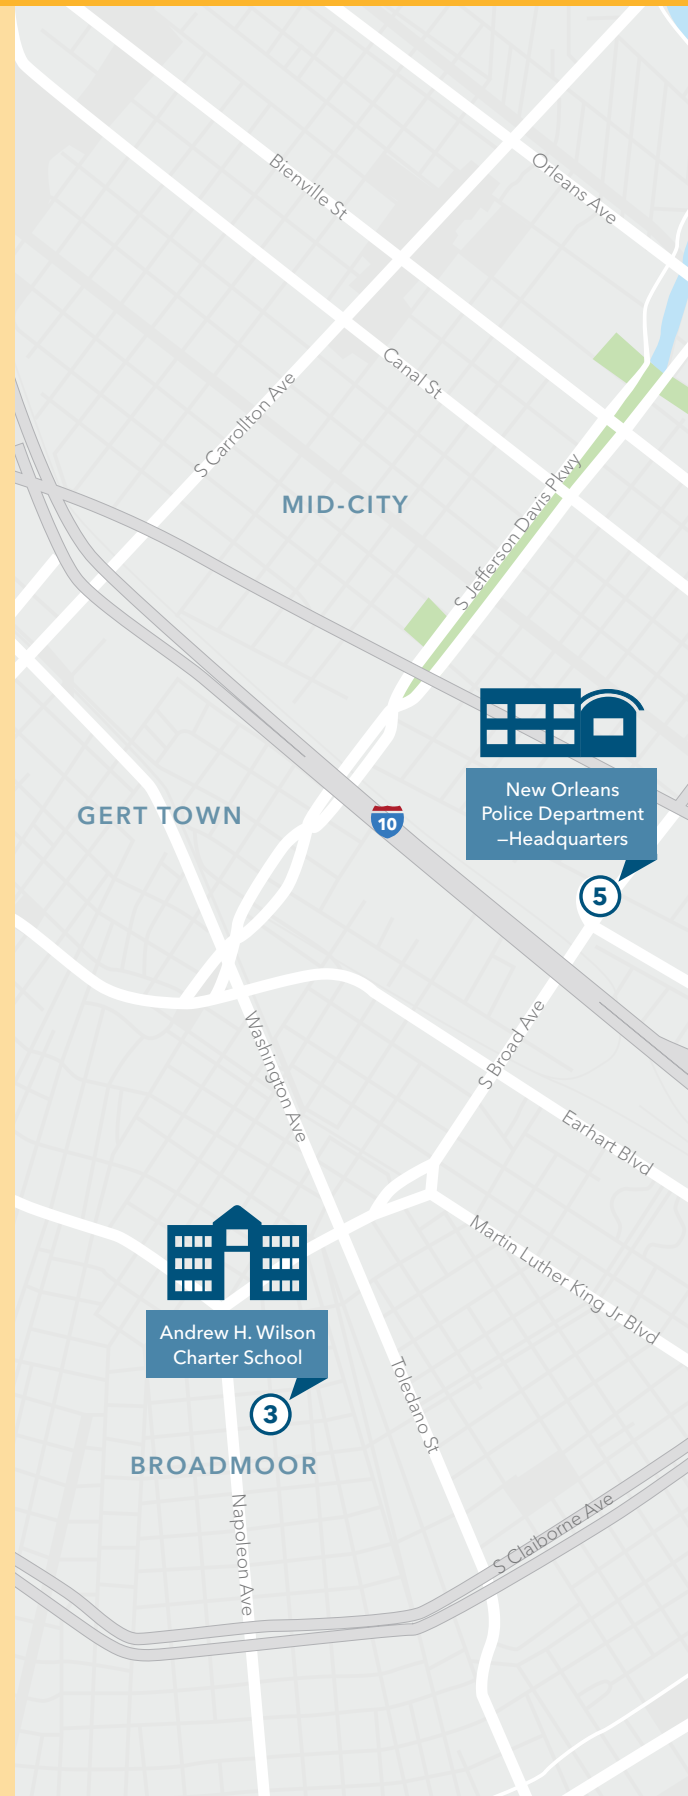 Orleans Ave
Bienville St
Canal St
S Carrollton Ave
MID-CITY
S Jefferson Davis Pkwy
New Orleans
Police Department
—Headquarters
GERT TOWN
10
5
S Broad Ave
Washington Ave
Earhart Blvd
Martin Luther King Jr Blvd
Andrew H. Wilson
Charter School
3
Toledano St
BROADMOOR
Napoleon Ave
S Claiborne Ave